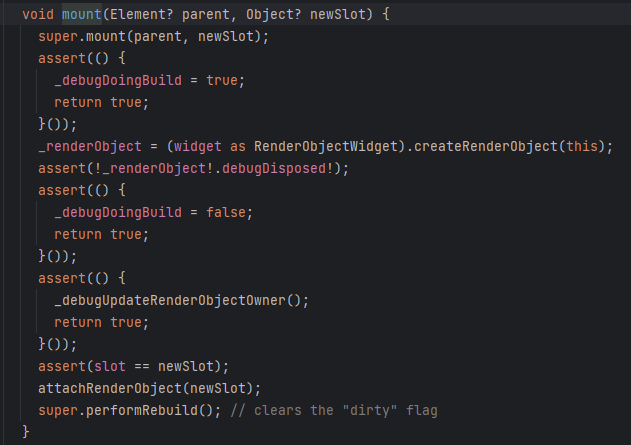 void mount(Element? parent, Object? newSlot) {
super.mount(parent, newSlot);
assert(() {
_debugDoingBuild = true;
return true;
}());
_renderObject = (widget as RenderObjectWidget).createRenderObject(this);
assert(!_renderObject!.debugDisposed!);
assert(() {
_debugDoingBuild = false;
return true;
}());
assert(() {
_debugUpdateRenderObjectOwner();
return true;
}());
assert(slot == newSlot);
attachRenderObject(newSlot);
super.performRebuild(); // clears the "dirty" flag
}